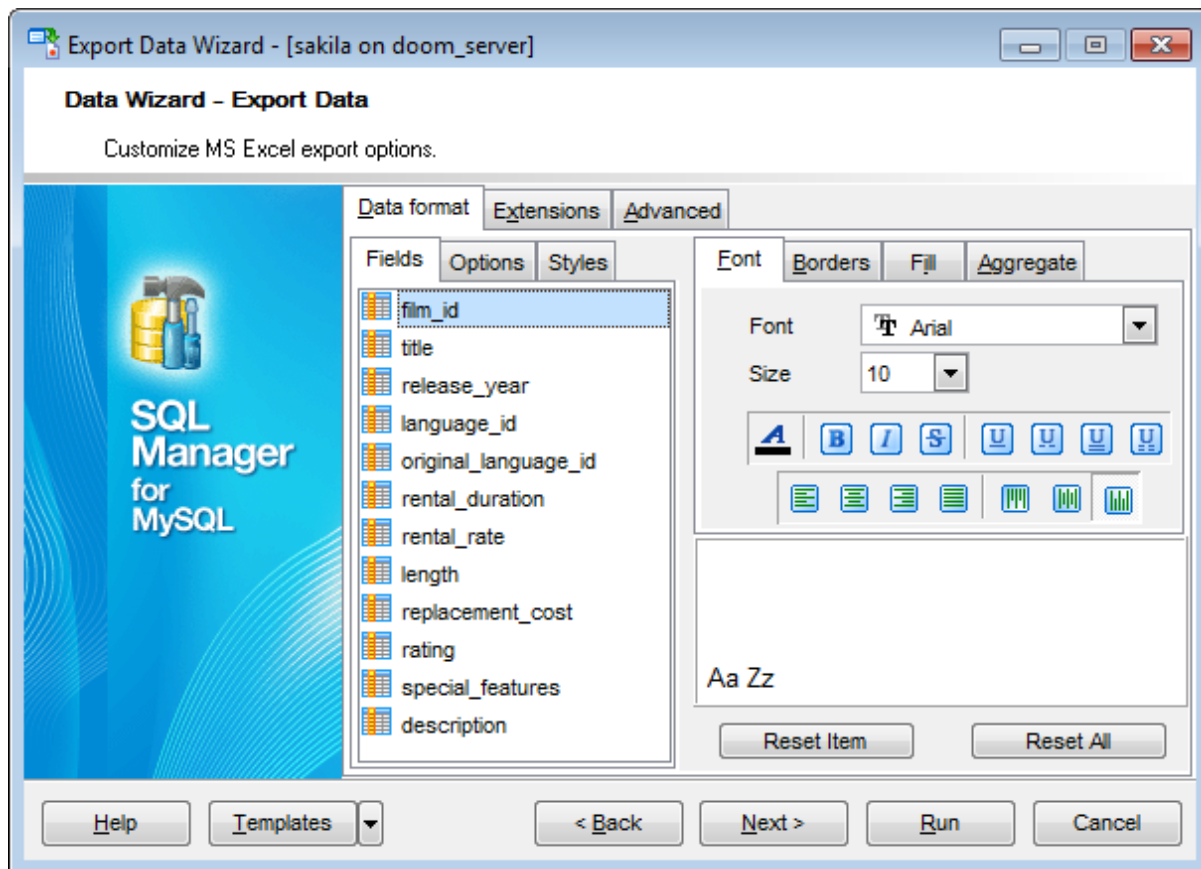 Export Data Wizard - [sakila on doom_server]
Data Wizard - Export Data
Customize MS Excel export options.
SQL
Manager
for
MySQL
Data format Extensions Advanced
Fields Options Styles
film_id
title
release_year
language_id
original_language_id
rental_duration
rental_rate
length
replacement_cost
rating
special_features
description
Font Borders Fill Aggregate
Font Arial
Size 10
A B I S U U U U
Aa Zz
Reset Item Reset All
Help Templates < Back Next > Run Cancel